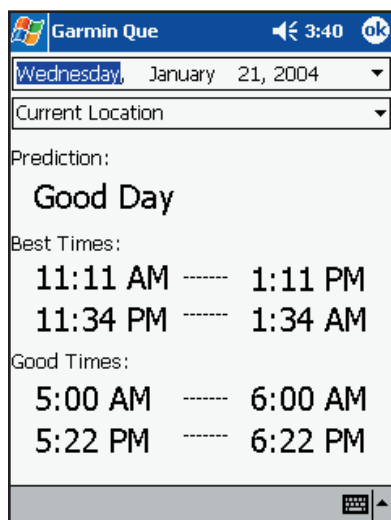 Garmin Que 3:40 ok
Wednesday, January 21, 2004
Current Location
Prediction:
Good Day
Best Times:
11:11 AM ------- 1:11 PM
11:34 PM ------- 1:34 AM
Good Times:
5:00 AM ------- 6:00 AM
5:22 PM ------- 6:22 PM